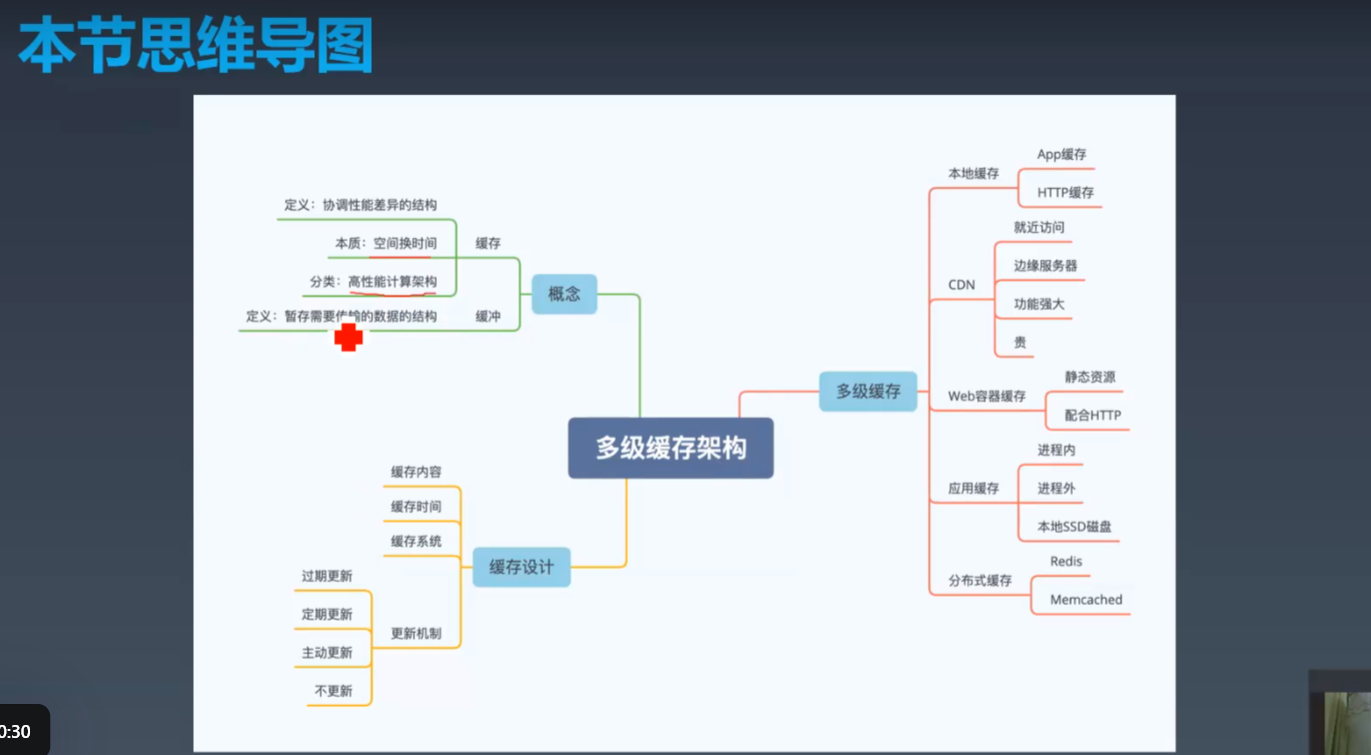 本节思维导图
定义：协调性能差异的结构
本质：空间换时间
分类：高性能计算架构
缓存
定义：暂存需要传输的数据的结构
缓冲
概念
多级缓存架构
缓存内容
缓存时间
缓存系统
缓存设计
过期更新
定期更新
主动更新
不更新
更新机制
多级缓存
本地缓存
App缓存
HTTP缓存
CDN
就近访问
边缘服务器
功能强大
贵
Web容器缓存
静态资源
配合HTTP
应用缓存
进程内
进程外
本地SSD磁盘
分布式缓存
Redis
Memcached
0:30